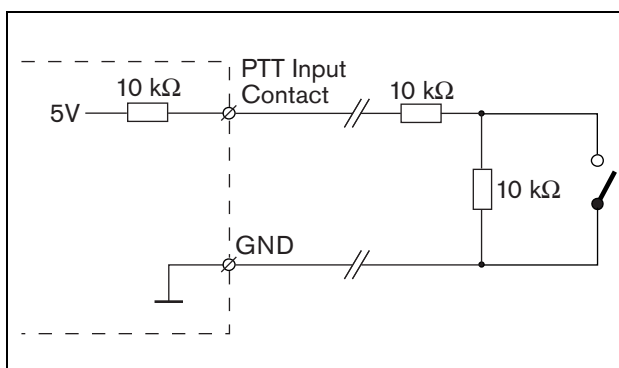 PTT Input
Contact
10 kΩ
10 kΩ
5V
10 kΩ
GND